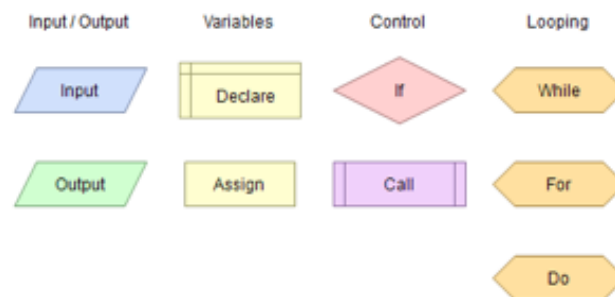 Input / Output Variables Control Looping
Input Declare If While
Output Assign Call For
Do